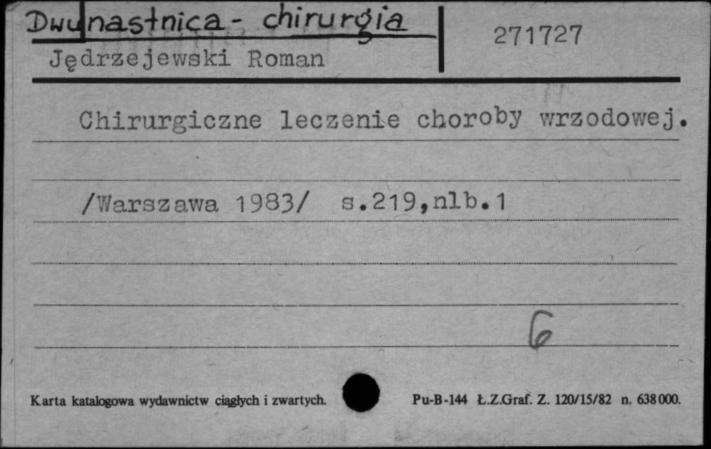 Dwunastnica - chirurgia
271727
Jędrzejewski Roman
Chirurgiczne leczenie choroby wrzodowej.
/Warszawa 1983/ s.219,nlb.1
6
Karta katalogowa wydawnictw ciągłych i zwartych.
Pu-B-144 Ł.Z.Graf. Z. 120/15/82 n. 638000.